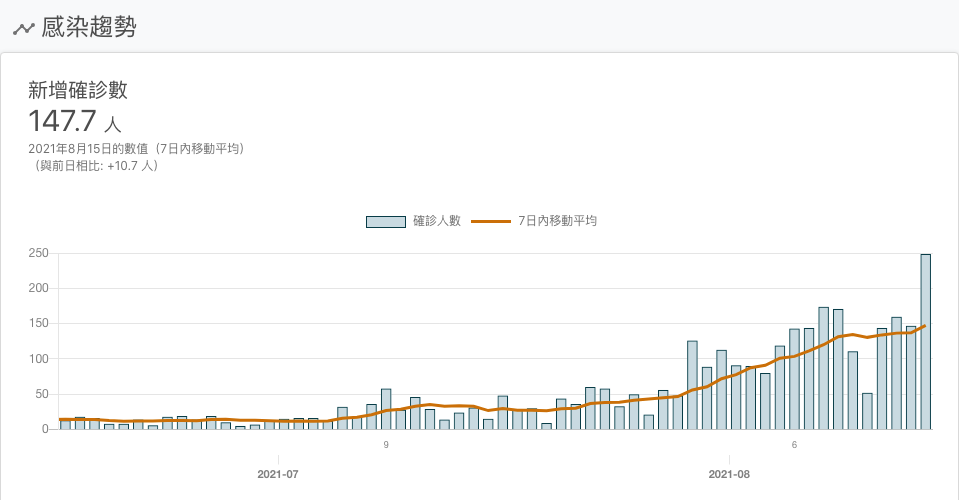 感染趨勢
新增確診數
147.7 人
2021年8月15日的數值（7日內移動平均）
（與前日相比: +10.7 人）
確診人數 7日內移動平均
250
200
150
100
50
0
9 6
2021-07 2021-08